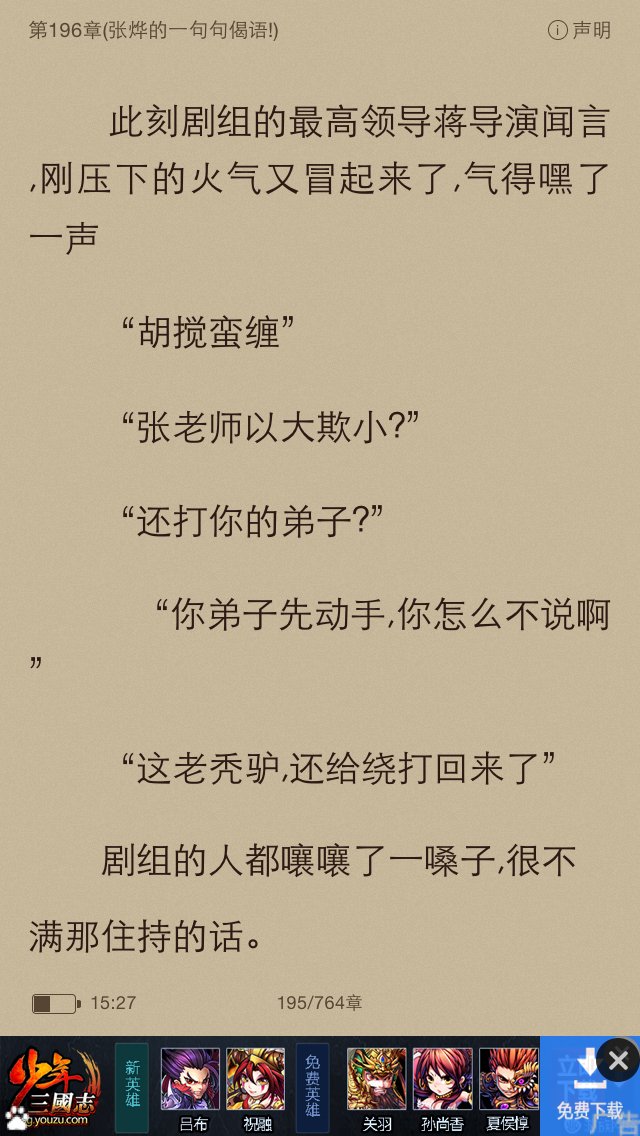 第196章(张烨的一句句偈语!)
声明
此刻剧组的最高领导蒋导演闻言
,刚压下的火气又冒起来了,气得嘿了
一声
“胡搅蛮缠”
“张老师以大欺小?”
“还打你的弟子?”
“你弟子先动手,你怎么不说啊
”
“这老秃驴,还给绕打回来了”
剧组的人都嚷嚷了一嗓子,很不
满那住持的话。
15:27
195/764章
少年
三國志
g.youzu.com
新英雄
吕布
祝融
免费英雄
关羽
孙尚香
夏侯惇
免费下载
广告